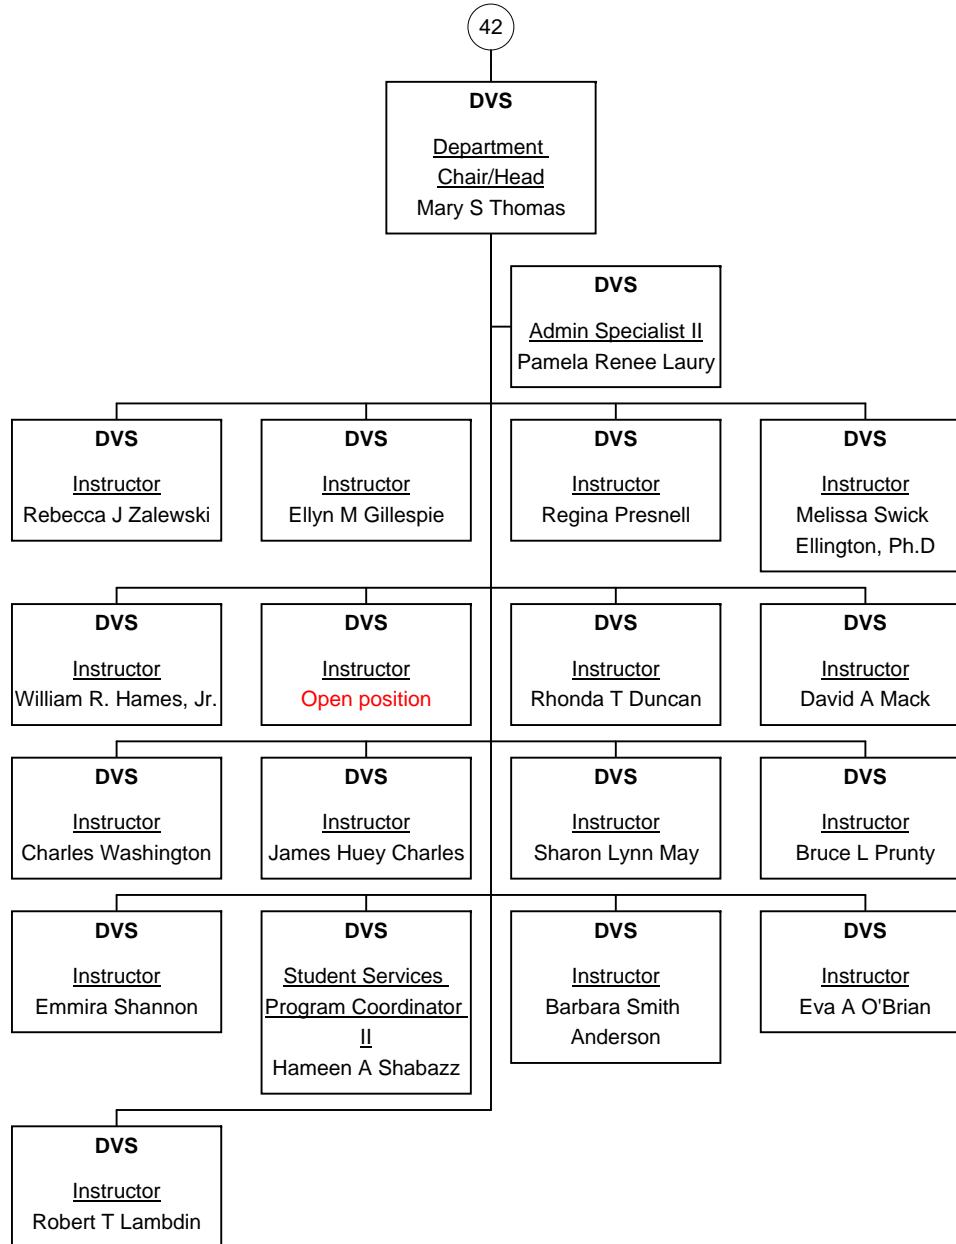 42
DVS
Department
Chair/Head
Mary S Thomas
DVS
Admin Specialist II
Pamela Renee Laury
DVS
Instructor
Rebecca J Zalewski
DVS
Instructor
Ellyn M Gillespie
DVS
Instructor
Regina Presnell
DVS
Instructor
Melissa Swick
Ellington, Ph.D
DVS
Instructor
William R. Hames, Jr.
DVS
Instructor
Open position
DVS
Instructor
Rhonda T Duncan
DVS
Instructor
David A Mack
DVS
Instructor
Charles Washington
DVS
Instructor
James Huey Charles
DVS
Instructor
Sharon Lynn May
DVS
Instructor
Bruce L Prunty
DVS
Instructor
Emmira Shannon
DVS
Student Services
Program Coordinator
II
Hameen A Shabazz
DVS
Instructor
Barbara Smith
Anderson
DVS
Instructor
Eva A O'Brian
DVS
Instructor
Robert T Lambdin